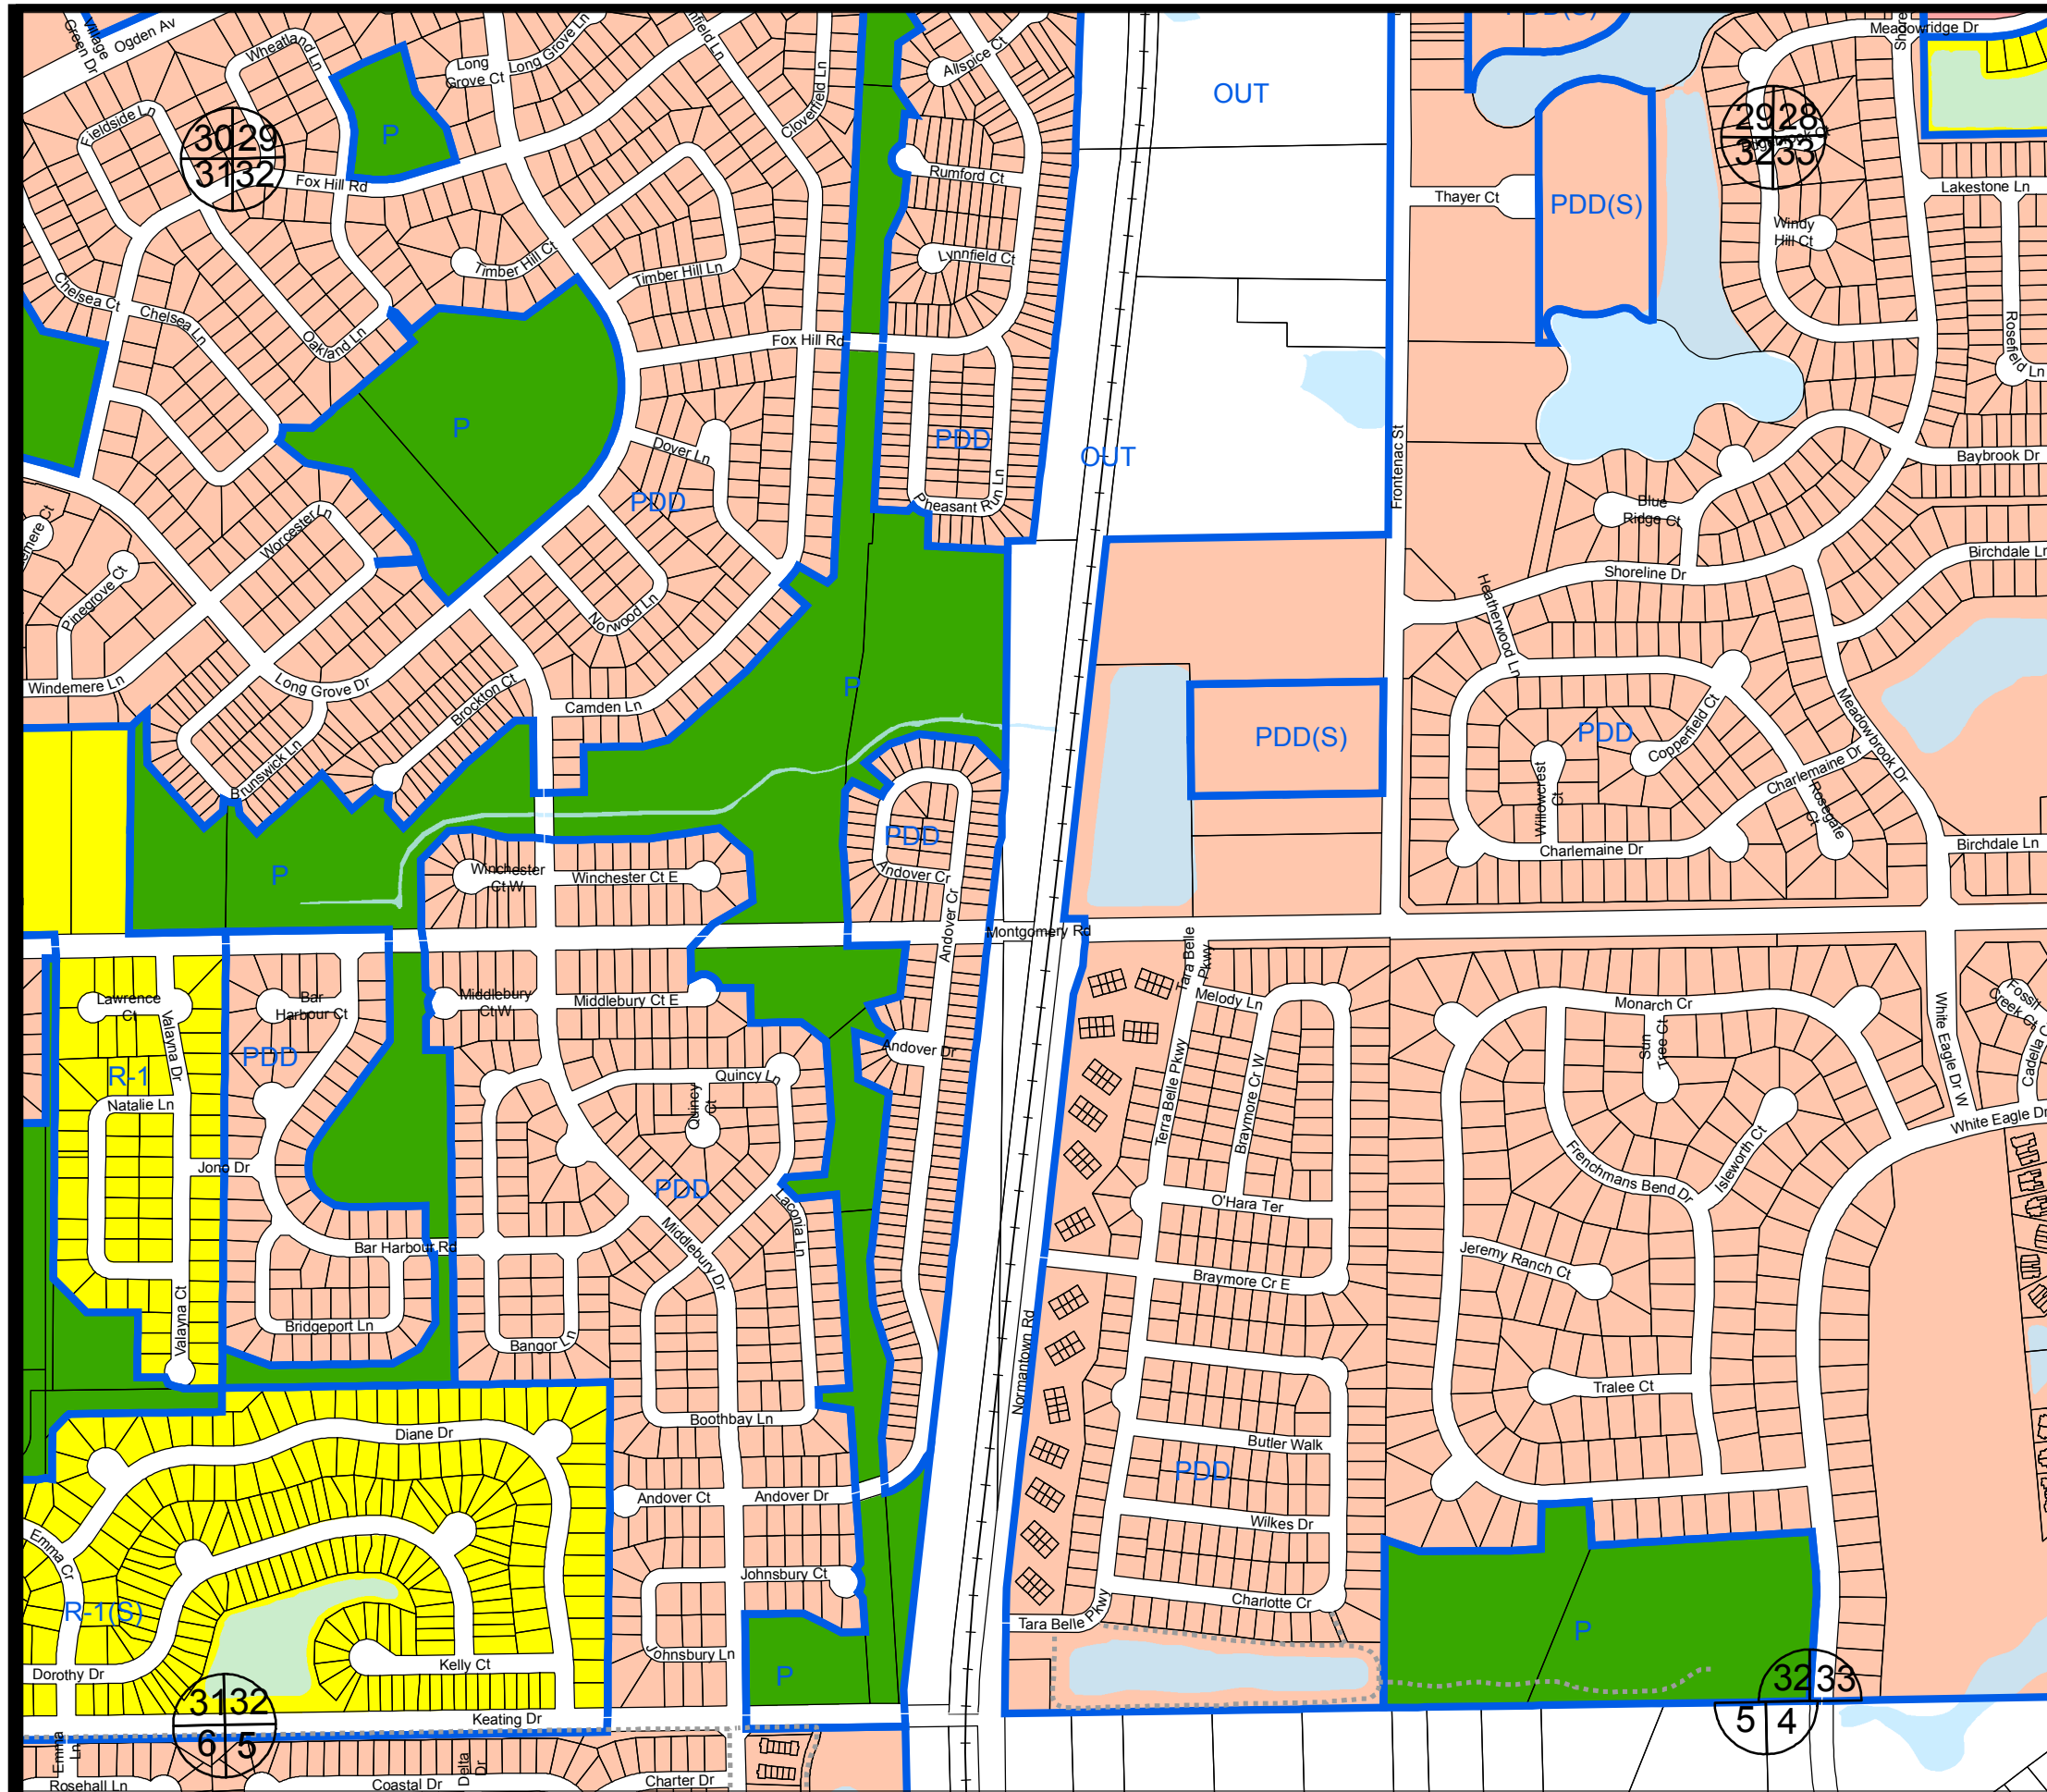 Village
Green Dr
Ogden Av
Wheatland Ln
Long
Grove Ct
Long Grove Ln
Cloverfield Ln
Allspice Ct
OUT
Meadowridge Dr
Fieldside Ln
30 29
31 32
P
Fox Hill Rd
Rumford Ct
Thayer Ct
PDD(S)
29 28
32 33
Lakestone Ln
Windy
Hill Ct
Timber Hill Ct
Timber Hill Ln
Lynnfield Ct
Chelsea Ct
Chelsea Ln
Oakland Ln
Fox Hill Rd
Rosefield Ln
P
Dover Ln
PDD
PDD
OUT
Frontenac St
Baybrook Dr
Pheasant Run Ln
Blue
Ridge Ct
Worcester Ln
Pinegrove Ct
Norwood Ln
Shoreline Dr
Birchdale Ln
Heatherwood Ln
Windemere Ln
Long Grove Dr
Brockton Ct
Camden Ln
P
PDD(S)
PDD
Copperfield Ct
Meadowbrook Dr
Brunswick Ln
Charlemaine Dr
Willowcrest
Ct
Rosegate
Ct
PDD
Charlemaine Dr
Birchdale Ln
P
Winchester
Ct W
Winchester Ct E
Andover Cr
Andover Cr
Montgomery Rd
Tara Belle
Pkwy
Lawrence
Ct
Bar
Harbour Ct
Middlebury
Ct W
Middlebury Ct E
Melody Ln
Monarch Cr
Fossil
Creek Ct
Cadella C
White Eagle Dr W
Valayna Dr
PDD
R-1
Andover Dr
Sun
Tree Ct
Natalie Ln
Quincy Ln
Quincy
Ct
Terra Belle Pkwy
Braymore Cr W
White Eagle Dr
Jono Dr
PDD
Laconia Ln
O'Hara Ter
Frenchmans Bend Dr
Isleworth Ct
Bar Harbour Rd
Middlebury Dr
Jeremy Ranch Ct
Braymore Cr E
Valayna Ct
Bridgeport Ln
Bangor Ln
Normantown Rd
Tralee Ct
Boothbay Ln
Diane Dr
Butler Walk
PDD
Andover Ct
Andover Dr
Wilkes Dr
Emma Cr
Johnsbury Ct
Charlotte Cr
R-1(S)
Tara Belle Pkwy
P
Johnsbury Ln
Kelly Ct
Dorothy Dr
P
31 32
6 5
32 33
5 4
Keating Dr
Emma
Ln
Delta
Dr
Rosehall Ln
Coastal Dr
Charter Dr